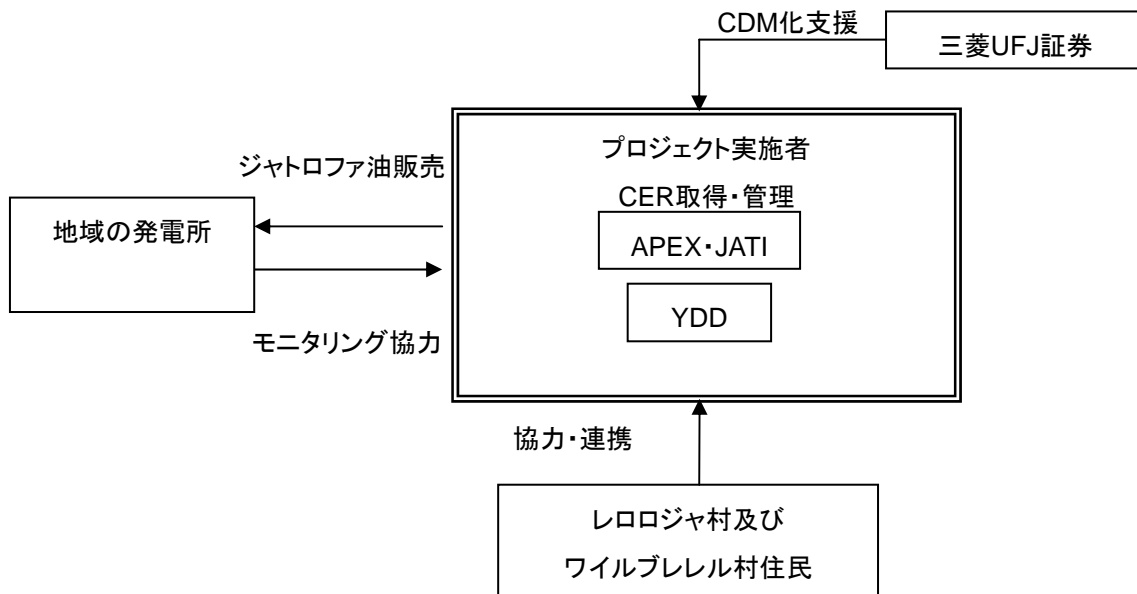 CDM化支援
三菱UFJ証券
プロジェクト実施者
ジャトロファ油販売
CER取得・管理
地域の発電所
APEX・JATI
YDD
モニタリング協力
協力・連携
レロロジャ村及び
ワイルブレレル村住民